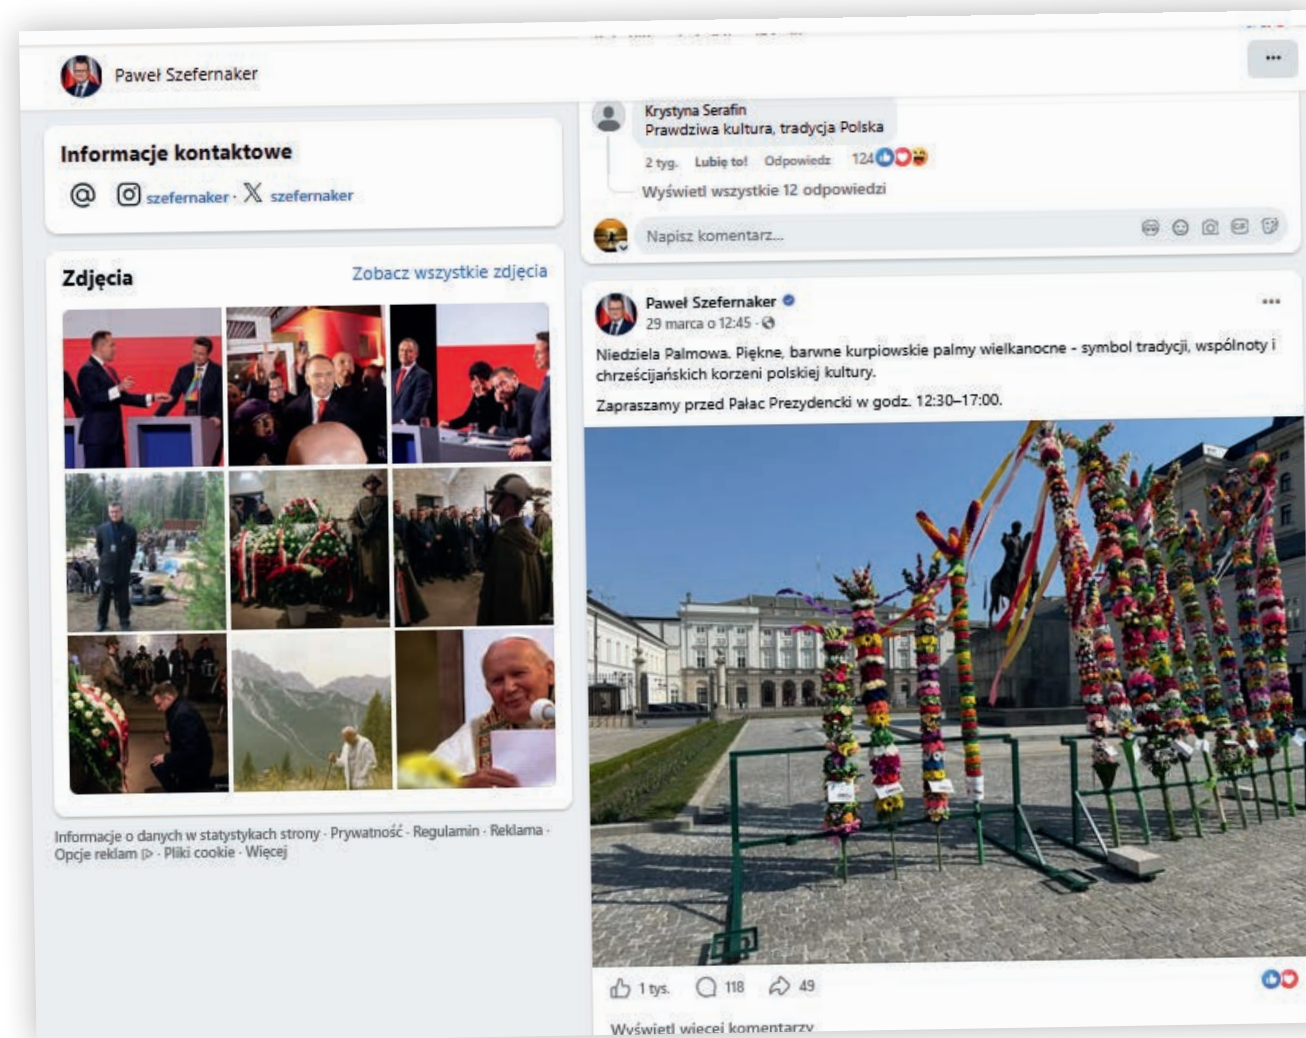 Paweł Szefernaker
Informacje kontaktowe
szefernaker · szefernaker
Zdjęcia
Zobacz wszystkie zdjęcia
Informacje o danych w statystykach strony · Prywatność · Regulamin · Reklama ·
Opcje reklam · Pliki cookie · Więcej
Krystyna Serafin
Prawdziwa kultura, tradycja Polska
2 tyg. Lubię to! Odpowiedz 124
Wyświetl wszystkie 12 odpowiedzi
Napisz komentarz...
Paweł Szefernaker
29 marca o 12:45 ·
Niedziela Palmowa. Piękne, barwne kurpiowskie palmy wielkanocne - symbol tradycji, wspólnoty i
chrześcijańskich korzeni polskiej kultury.
Zapraszamy przed Pałac Prezydencki w godz. 12:30–17:00.
1 tys. 118 49
Wyświetl więcej komentarzy